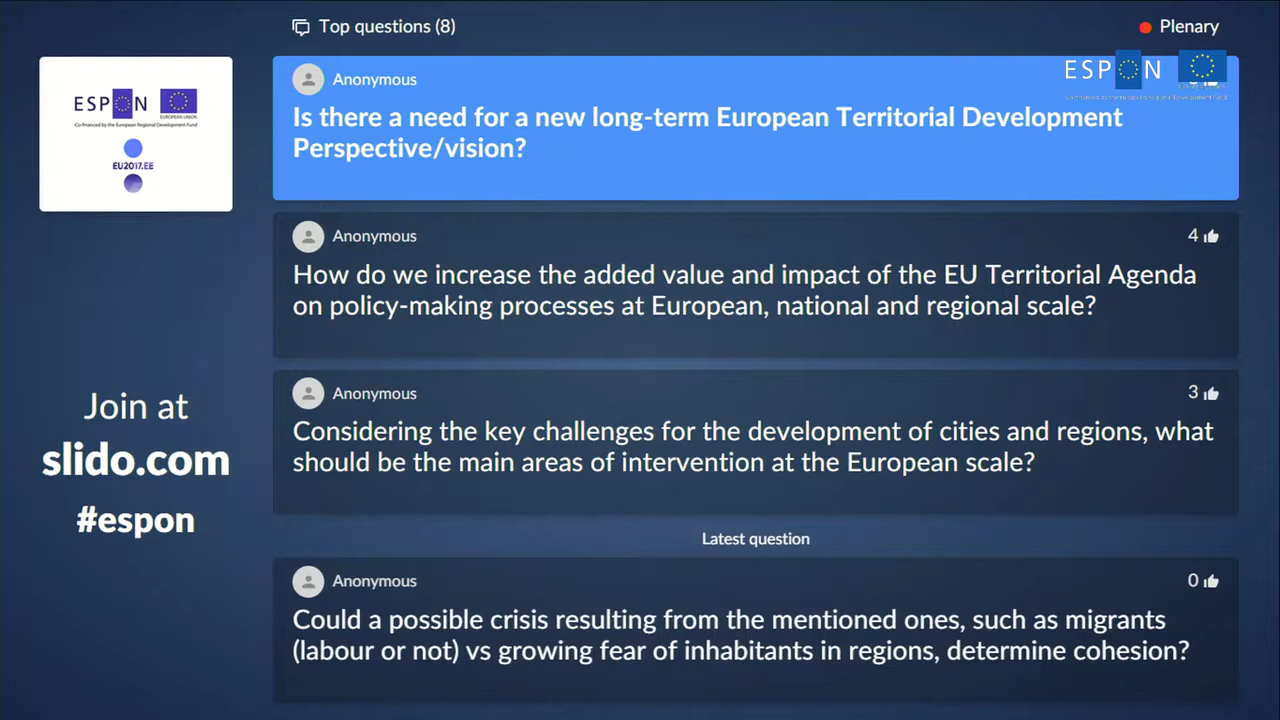 Top questions (8)
Plenary
ESPON
EUROPEAN UNION
Co-financed by the European Regional Development Fund
EU2017.EE
Join at
slido.com
#espon
Anonymous
ESPON
Is there a need for a new long-term European Territorial Development
Perspective/vision?
Anonymous
4
How do we increase the added value and impact of the EU Territorial Agenda
on policy-making processes at European, national and regional scale?
Anonymous
3
Considering the key challenges for the development of cities and regions, what
should be the main areas of intervention at the European scale?
Latest question
Anonymous
0
Could a possible crisis resulting from the mentioned ones, such as migrants
(labour or not) vs growing fear of inhabitants in regions, determine cohesion?